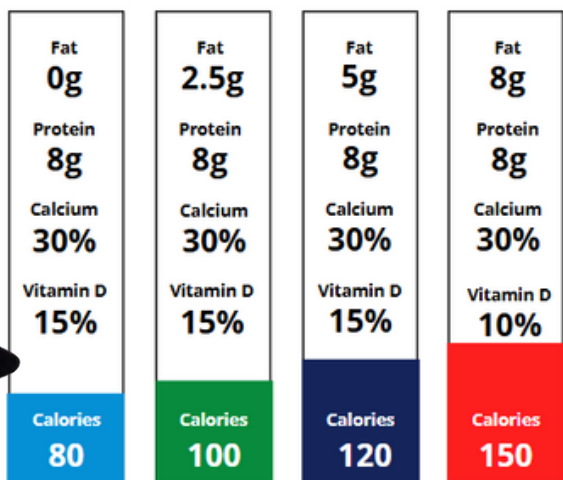 Fat
0g
Protein
8g
Calcium
30%
Vitamin D
15%
Calories
80
Fat
2.5g
Protein
8g
Calcium
30%
Vitamin D
15%
Calories
100
Fat
5g
Protein
8g
Calcium
30%
Vitamin D
15%
Calories
120
Fat
8g
Protein
8g
Calcium
30%
Vitamin D
10%
Calories
150